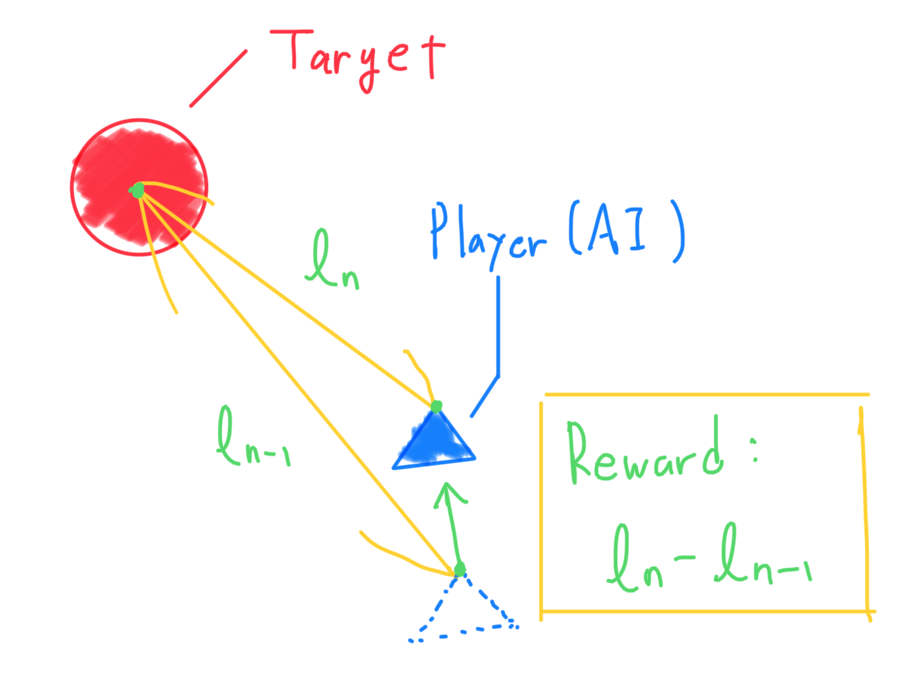 Target
Player (AI)
lₙ
lₙ₋₁
Reward:
lₙ - lₙ₋₁